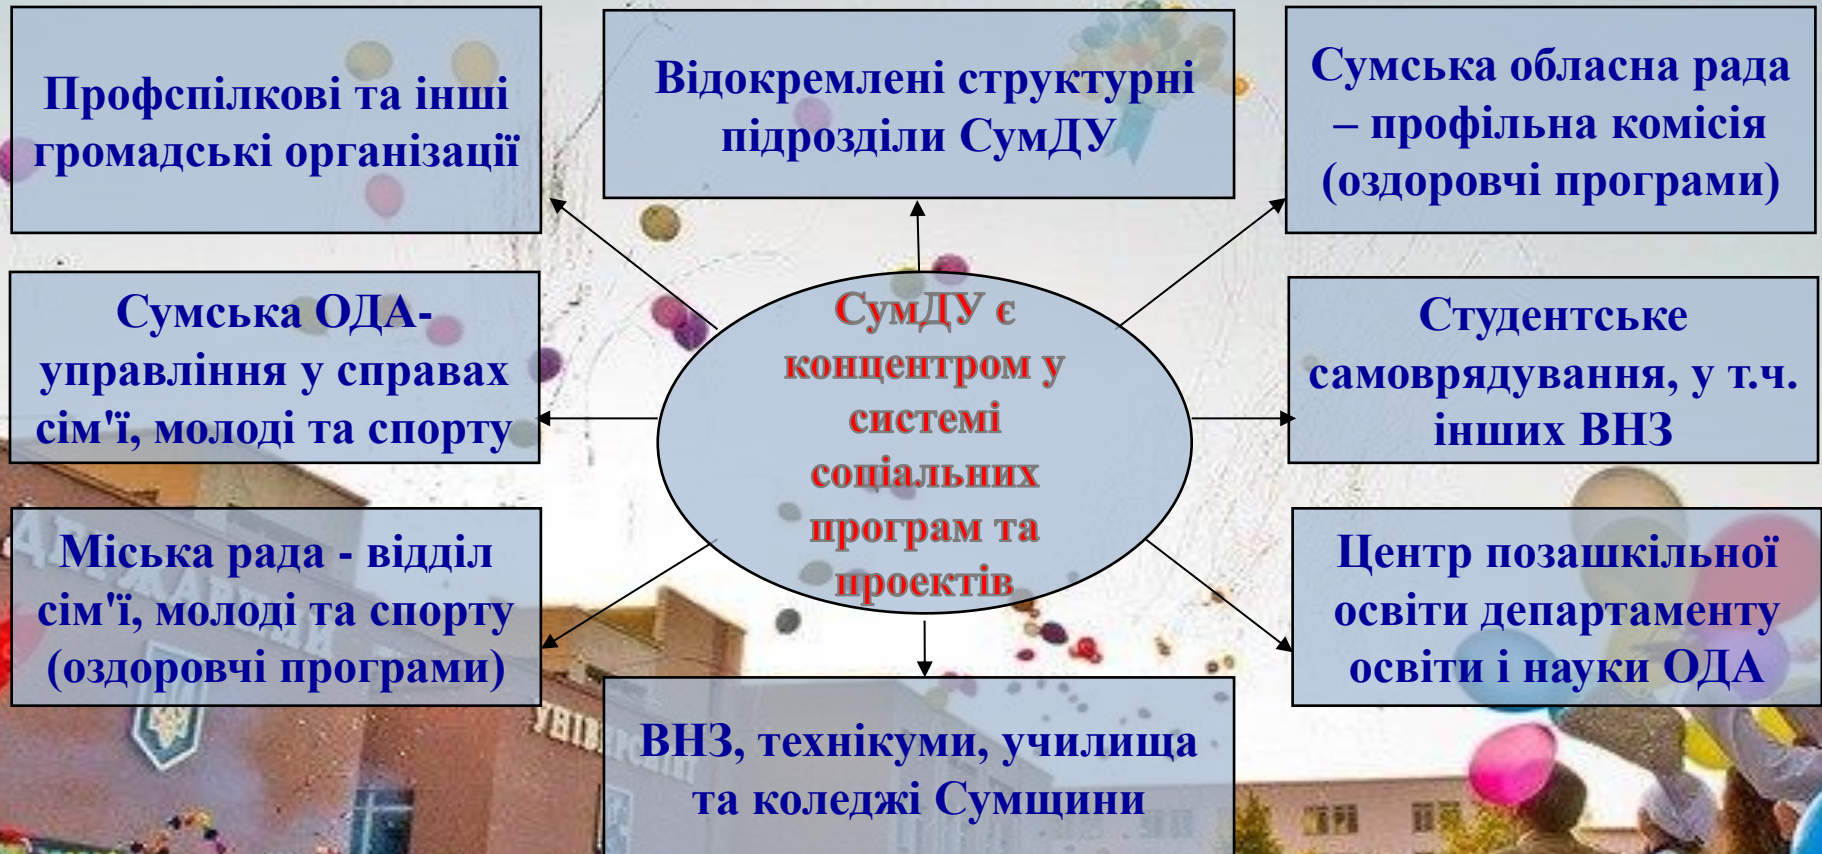 Профспілкові та інші
громадські організації
Відокремлені структурні
підрозділи СумДУ
Сумська обласна рада
– профільна комісія
(оздоровчі програми)
Сумська ОДА-
управління у справах
сім'ї, молоді та спорту
СумДУ є
концентром у
системі
соціальних
програм та
проектів
Студентське
самоврядування, у т.ч.
інших ВНЗ
Міська рада - відділ
сім'ї, молоді та спорту
(оздоровчі програми)
Центр позашкільної
освіти департаменту
освіти і науки ОДА
ВНЗ, технікуми, училища
та коледжі Сумщини
ДЕРЖАВНИЙ